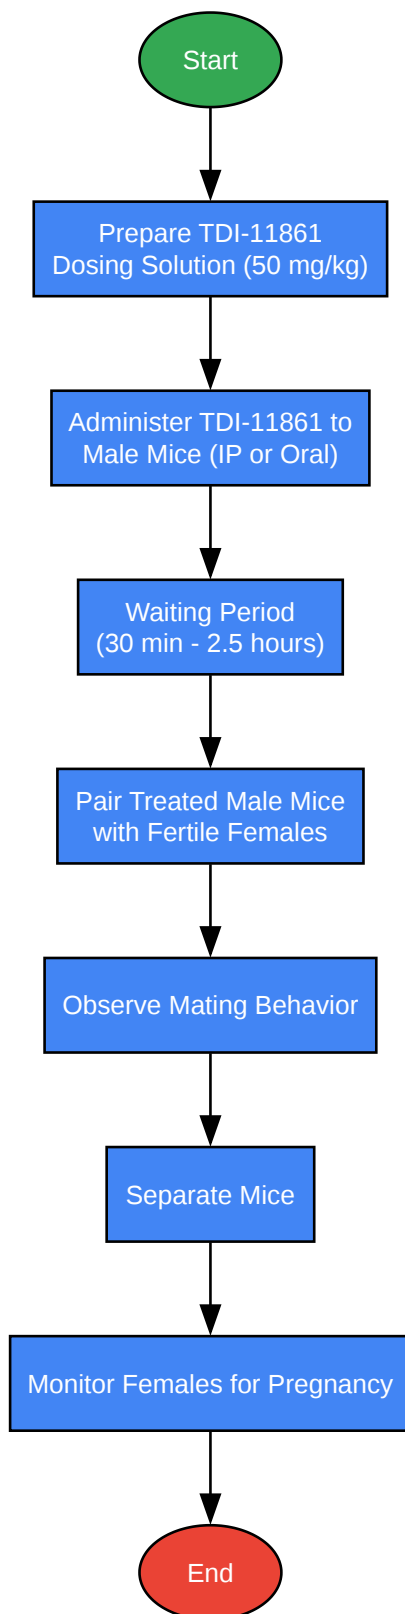 Start
Prepare TDI-11861
Dosing Solution (50 mg/kg)
Administer TDI-11861 to
Male Mice (IP or Oral)
Waiting Period
(30 min - 2.5 hours)
Pair Treated Male Mice
with Fertile Females
Observe Mating Behavior
Separate Mice
Monitor Females for Pregnancy
End